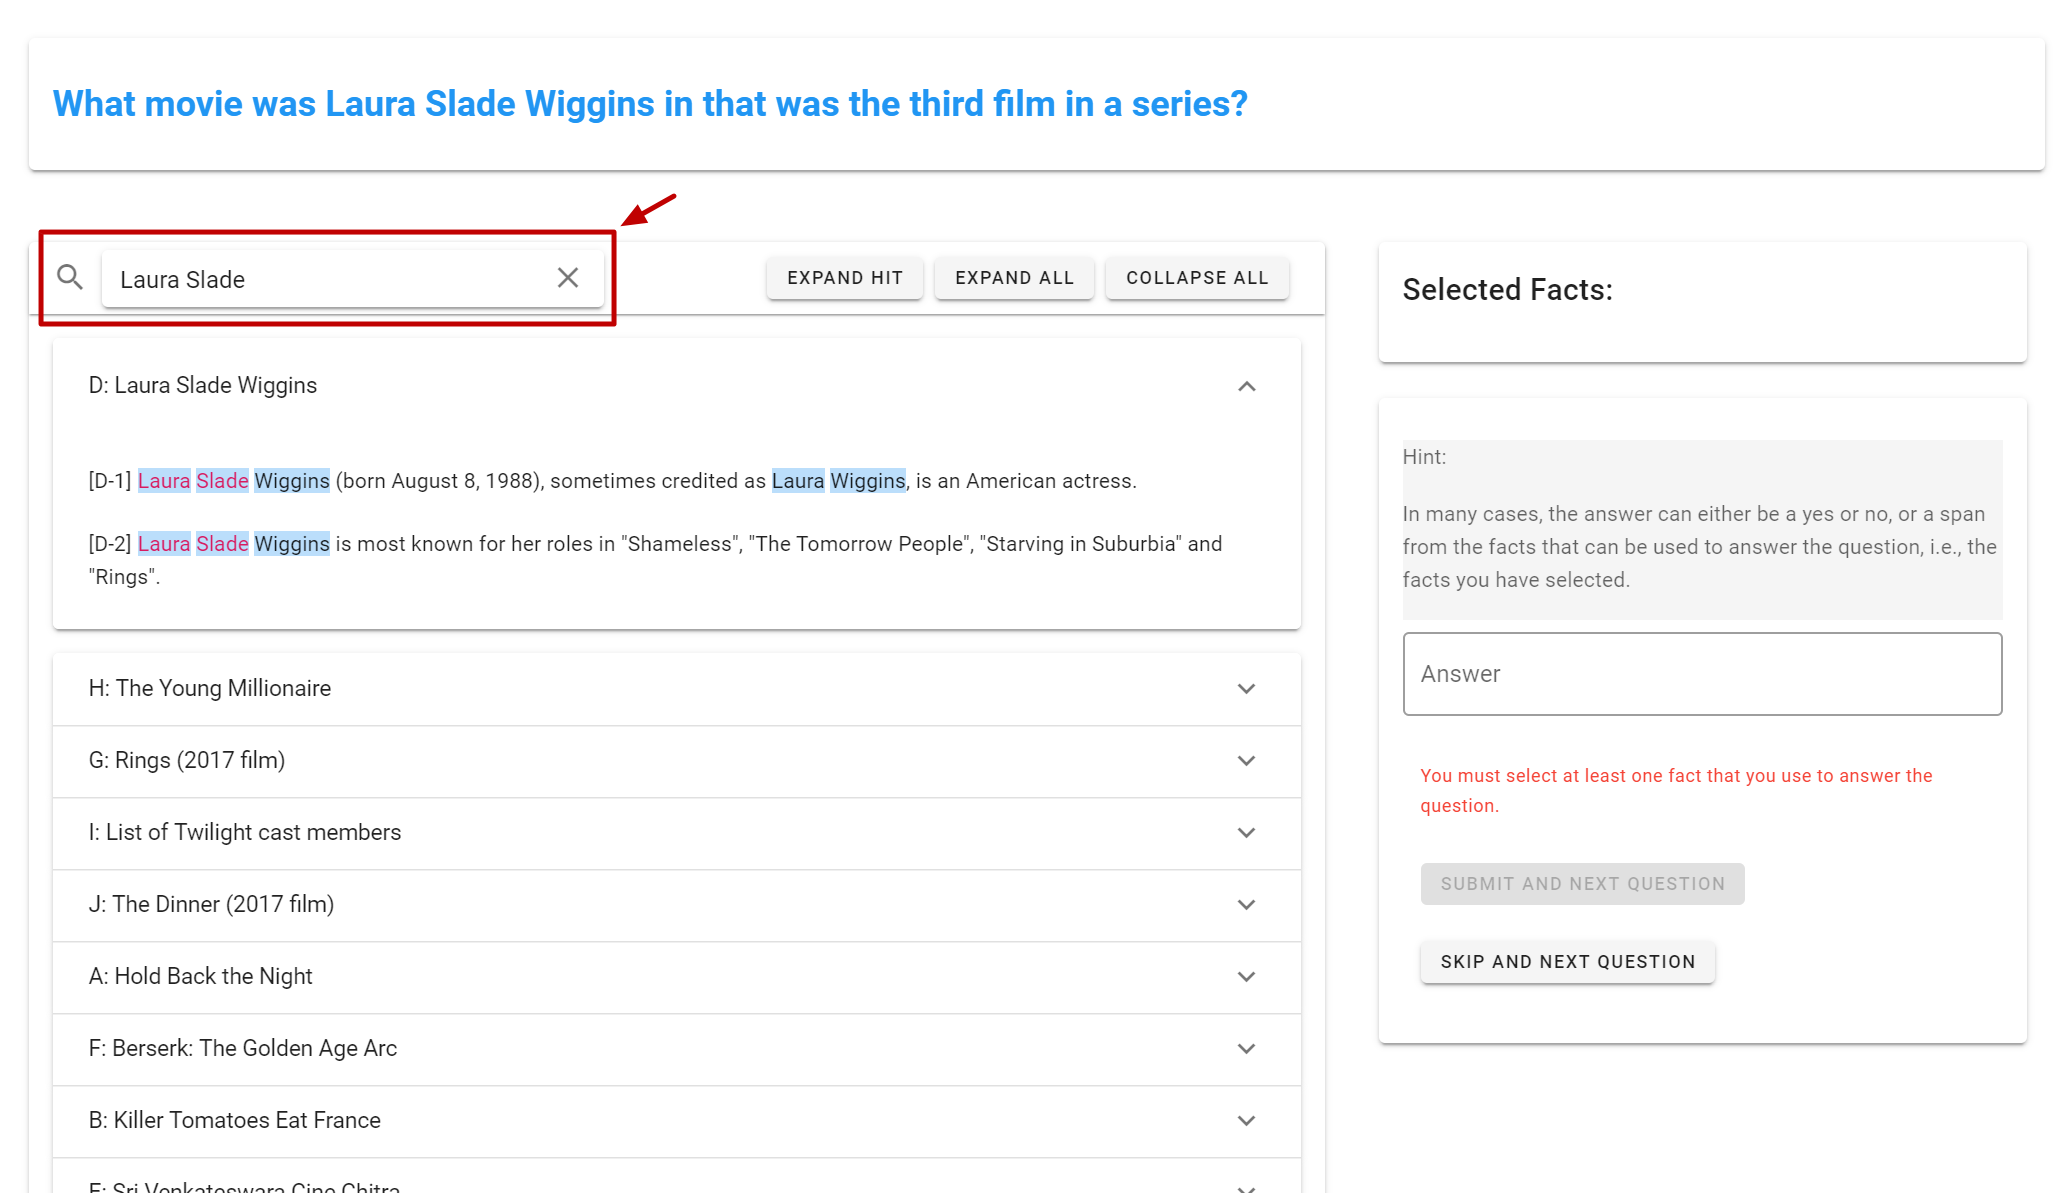 What movie was Laura Slade Wiggins in that was the third film in a series?
Laura Slade
EXPAND HIT
EXPAND ALL
COLLAPSE ALL
D: Laura Slade Wiggins
[D-1] Laura Slade Wiggins (born August 8, 1988), sometimes credited as Laura Wiggins, is an American actress.
[D-2] Laura Slade Wiggins is most known for her roles in "Shameless", "The Tomorrow People", "Starving in Suburbia" and
"Rings".
H: The Young Millionaire
G: Rings (2017 film)
I: List of Twilight cast members
J: The Dinner (2017 film)
A: Hold Back the Night
F: Berserk: The Golden Age Arc
B: Killer Tomatoes Eat France
E: Sri Venkateswara Cine Chitra
Selected Facts:
Hint:
In many cases, the answer can either be a yes or no, or a span
from the facts that can be used to answer the question, i.e., the
facts you have selected.
Answer
You must select at least one fact that you use to answer the
question.
SUBMIT AND NEXT QUESTION
SKIP AND NEXT QUESTION